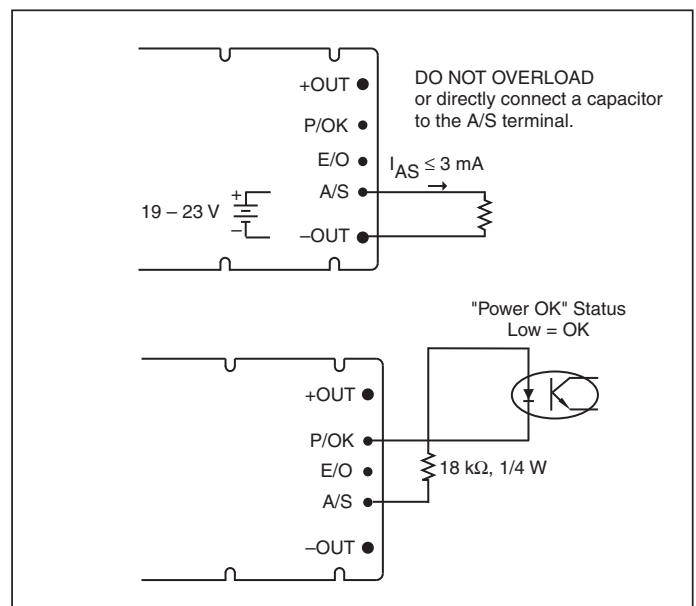 +OUT
DO NOT OVERLOAD
or directly connect a capacitor
to the A/S terminal.
P/OK
E/O
I_AS ≤ 3 mA
→
A/S
+
19 – 23 V
–
–OUT
"Power OK" Status
Low = OK
+OUT
P/OK
E/O
18 kΩ, 1/4 W
A/S
–OUT